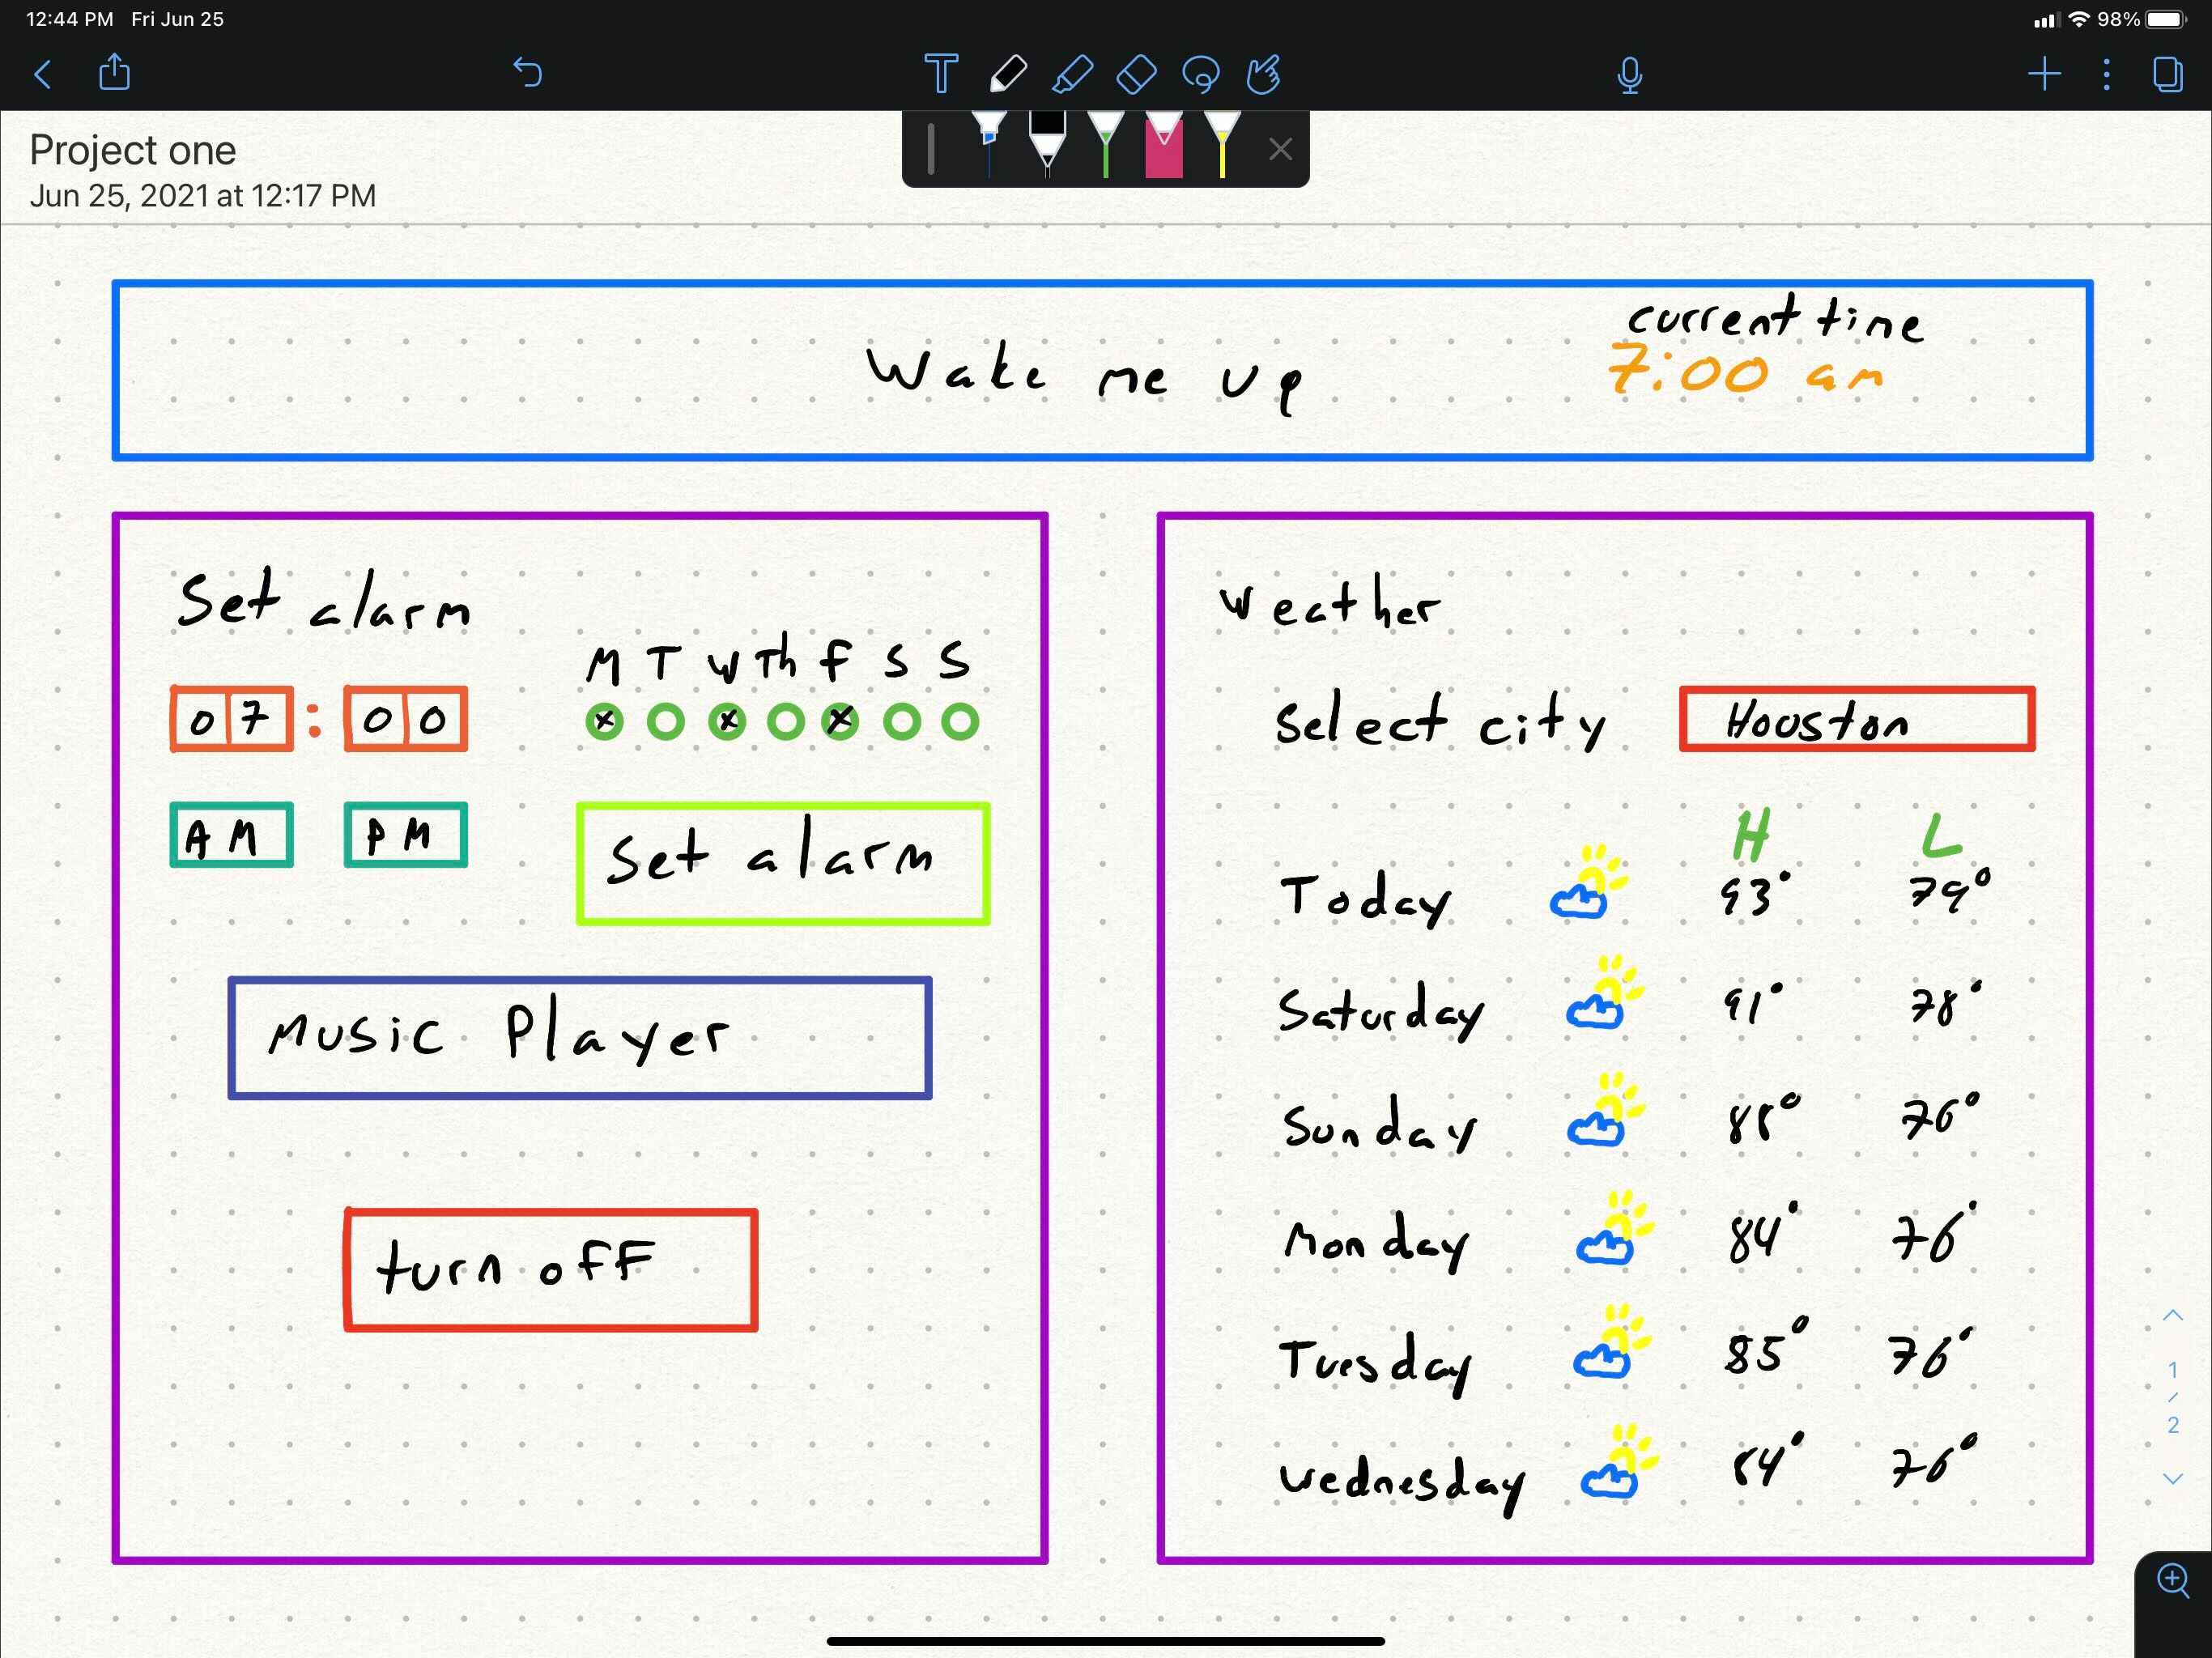 12:44 PM Fri Jun 25
98%
Project one
Jun 25, 2021 at 12:17 PM
current time
Wake me up
7:00 am
Set alarm
M T W Th F S S
07 : 00
AM PM
Set alarm
Music Player
turn off
Weather
Select city Houston
H L
Today 93° 79°
Saturday 91° 78°
Sunday 88° 76°
Monday 84° 76°
Tuesday 85° 76°
Wednesday 84° 76°
1
/
2